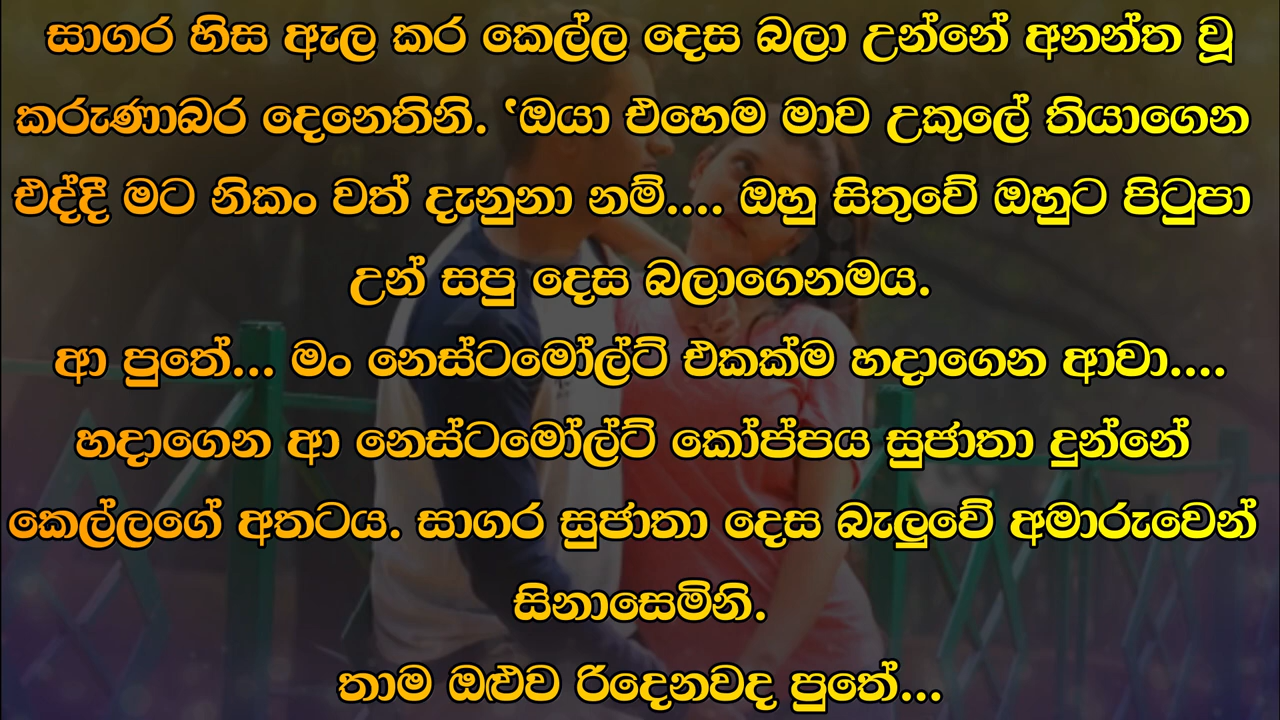 සාගර හිස ඇල කර කෙල්ල දෙස බලා උන්නේ අනන්ත වූ
කරුණාබර දෙනෙතිනි. ‛ඔයා එහෙම මාව උකුලේ තියාගෙන
එද්දී මට නිකං වත් දැනුනා නම්.... ඔහු සිතුවේ ඔහුට පිටුපා
උන් සපු දෙස බලාගෙනමය.
ආ පුතේ... මං නෙස්ටමෝල්ට් එකක්ම හදාගෙන ආවා....
හදාගෙන ආ නෙස්ටමෝල්ට් කෝප්පය සුජාතා දුන්නේ
කෙල්ලගේ අතටය. සාගර සුජාතා දෙස බැලුවේ අමාරුවෙන්
සිනාසෙමිනි.
තාම ඔළුව රිදෙනවද පුතේ...